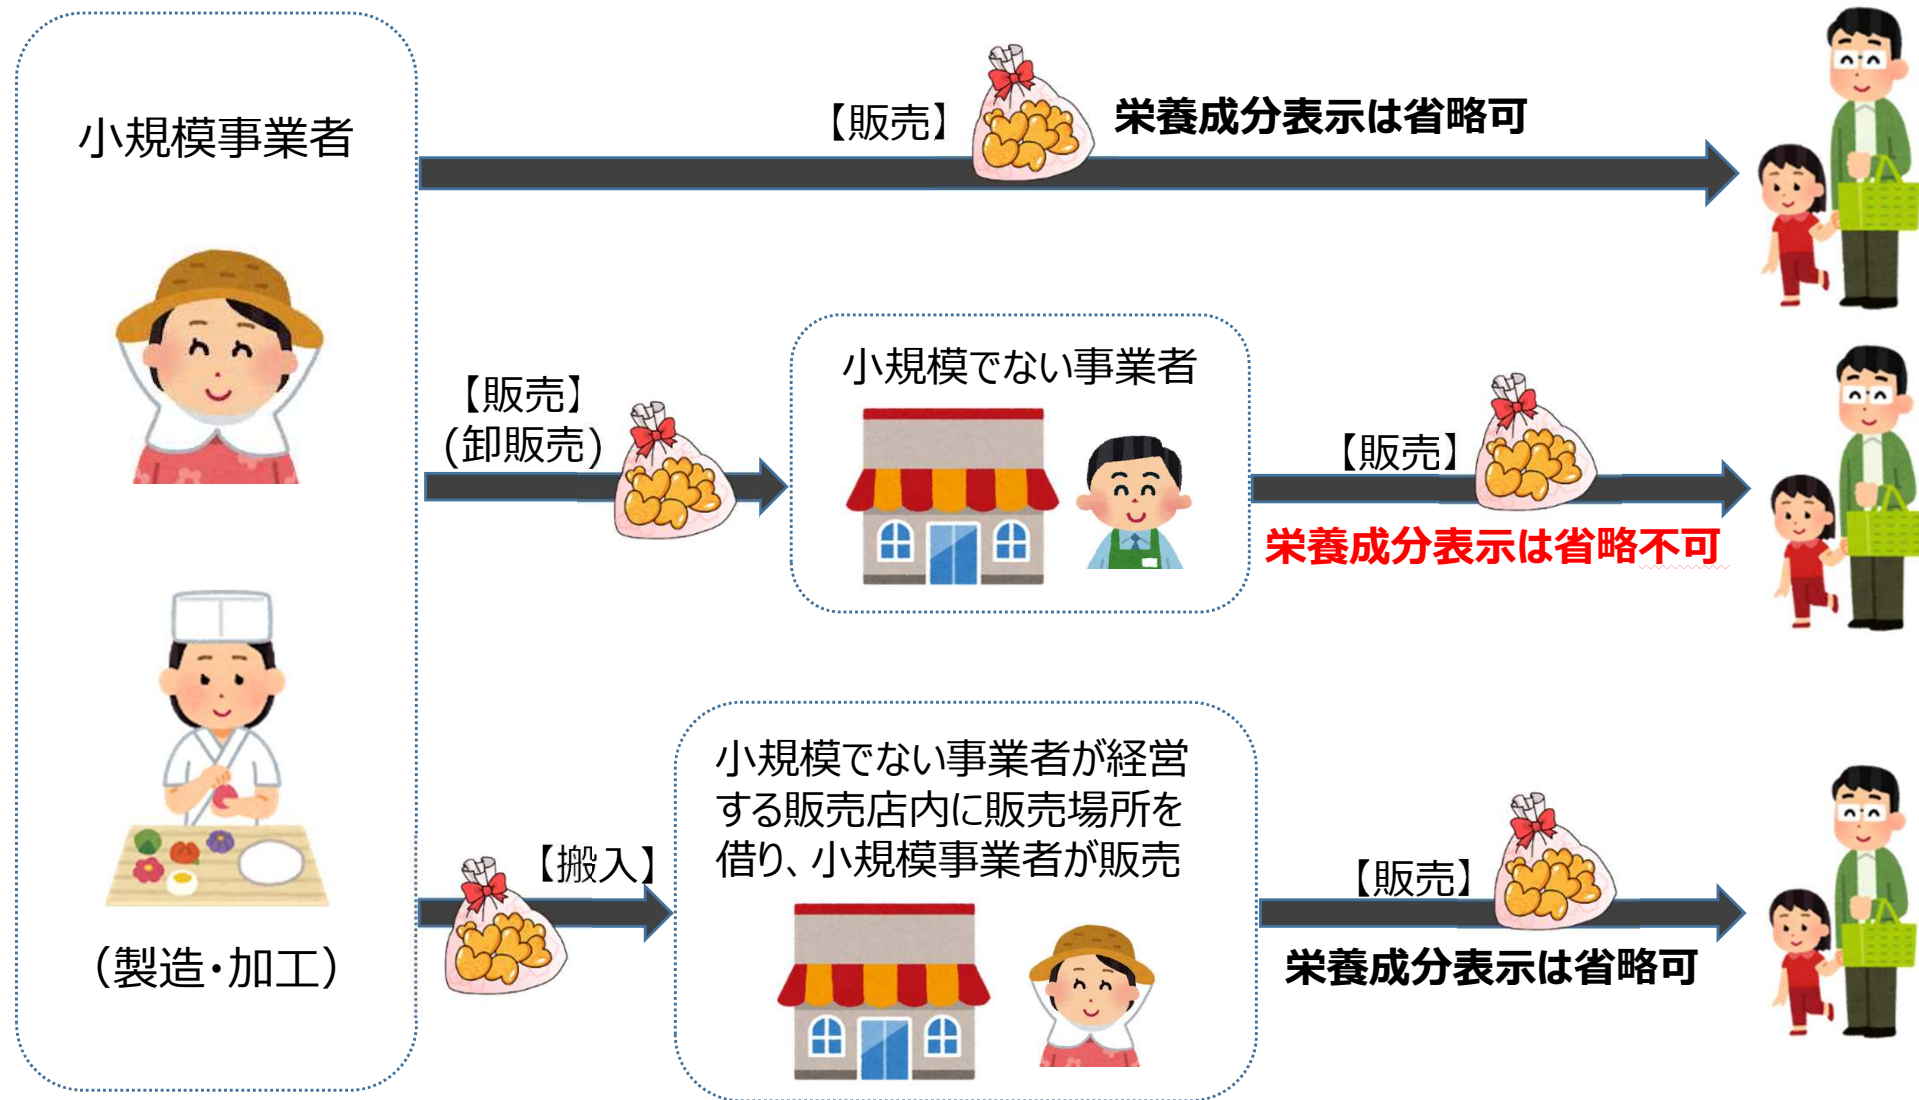 小規模事業者
(製造・加工)
【販売】
栄養成分表示は省略可
【販売】
(卸販売)
小規模でない事業者
【販売】
栄養成分表示は省略不可
【搬入】
小規模でない事業者が経営
する販売店内に販売場所を
借り、小規模事業者が販売
【販売】
栄養成分表示は省略可